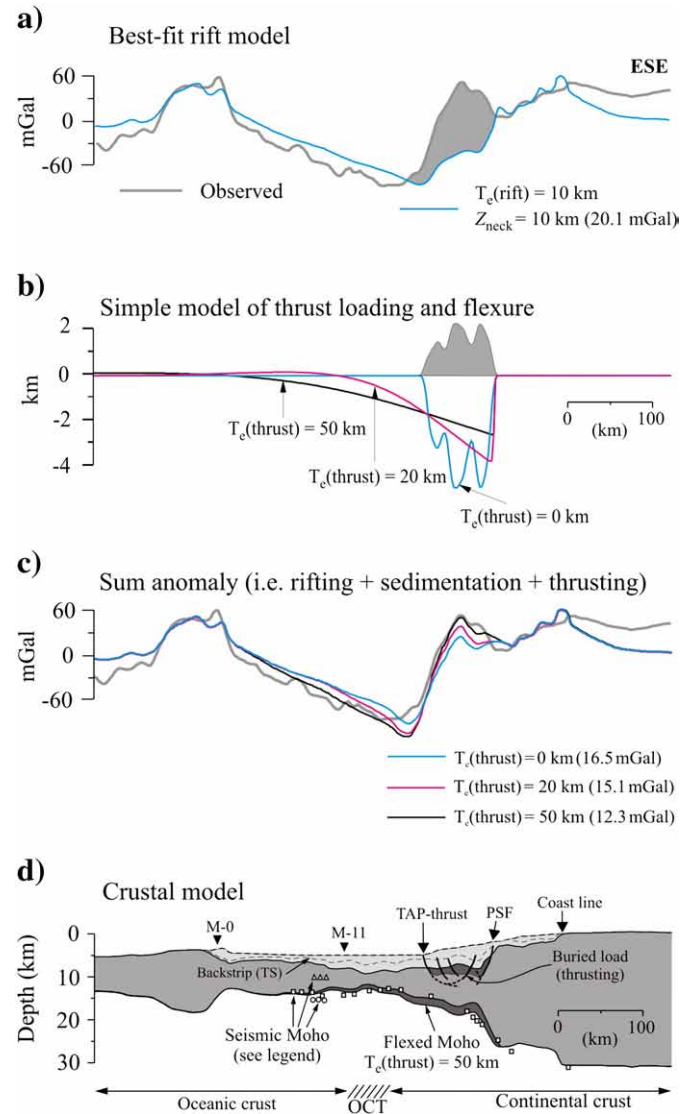 a)
Best-fit rift model
ESE
60
0
-60
mGal
Observed
Te(rift) = 10 km
Zneck = 10 km (20.1 mGal)
b)
Simple model of thrust loading and flexure
2
0
-2
-4
km
Te(thrust) = 50 km
Te(thrust) = 20 km
Te(thrust) = 0 km
0 100
(km)
c)
Sum anomaly (i.e. rifting + sedimentation + thrusting)
60
0
-60
mGal
Te(thrust) = 0 km (16.5 mGal)
Te(thrust) = 20 km (15.1 mGal)
Te(thrust) = 50 km (12.3 mGal)
d)
Crustal model
0
10
20
30
Depth (km)
M-0
M-11
TAP-thrust
PSF
Coast line
Backstrip (TS)
Buried load
(thrusting)
Seismic Moho
(see legend)
Flexed Moho
Te(thrust) = 50 km
0 100
(km)
Oceanic crust
OCT
Continental crust